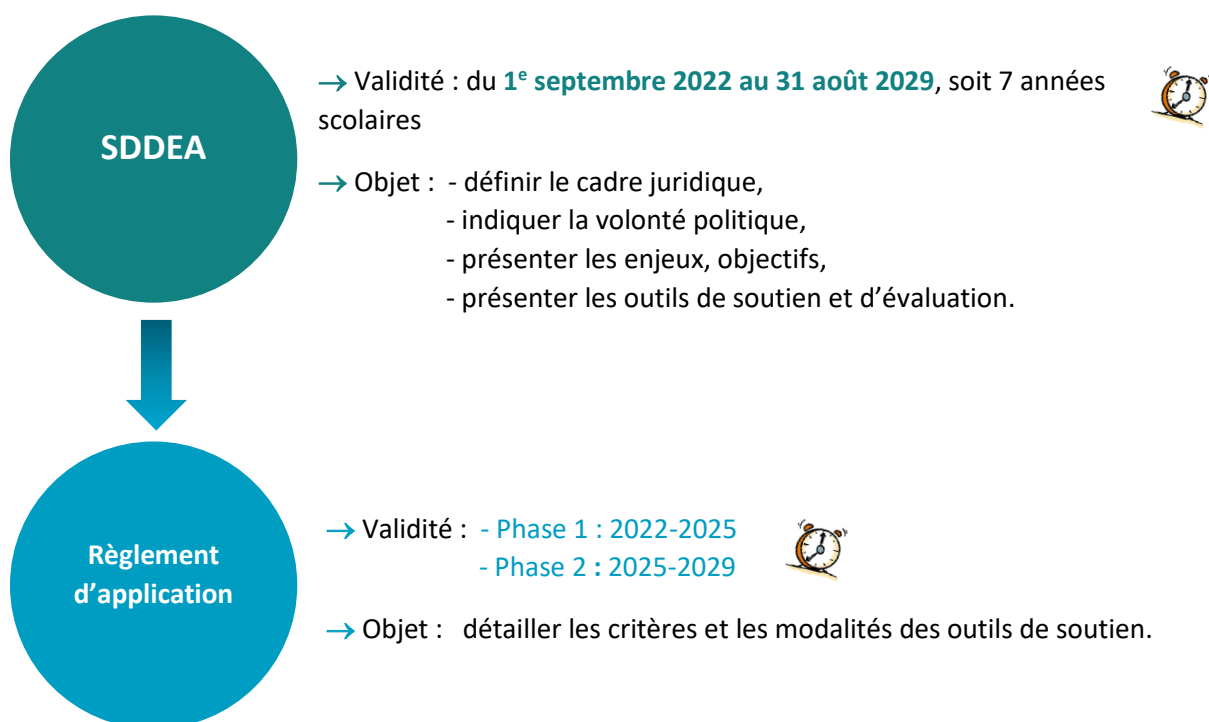 SDDEA
→ Validité : du 1e septembre 2022 au 31 août 2029, soit 7 années
scolaires
→ Objet : - définir le cadre juridique,
- indiquer la volonté politique,
- présenter les enjeux, objectifs,
- présenter les outils de soutien et d’évaluation.
Règlement
d’application
→ Validité : - Phase 1 : 2022-2025
- Phase 2 : 2025-2029
→ Objet : détailler les critères et les modalités des outils de soutien.